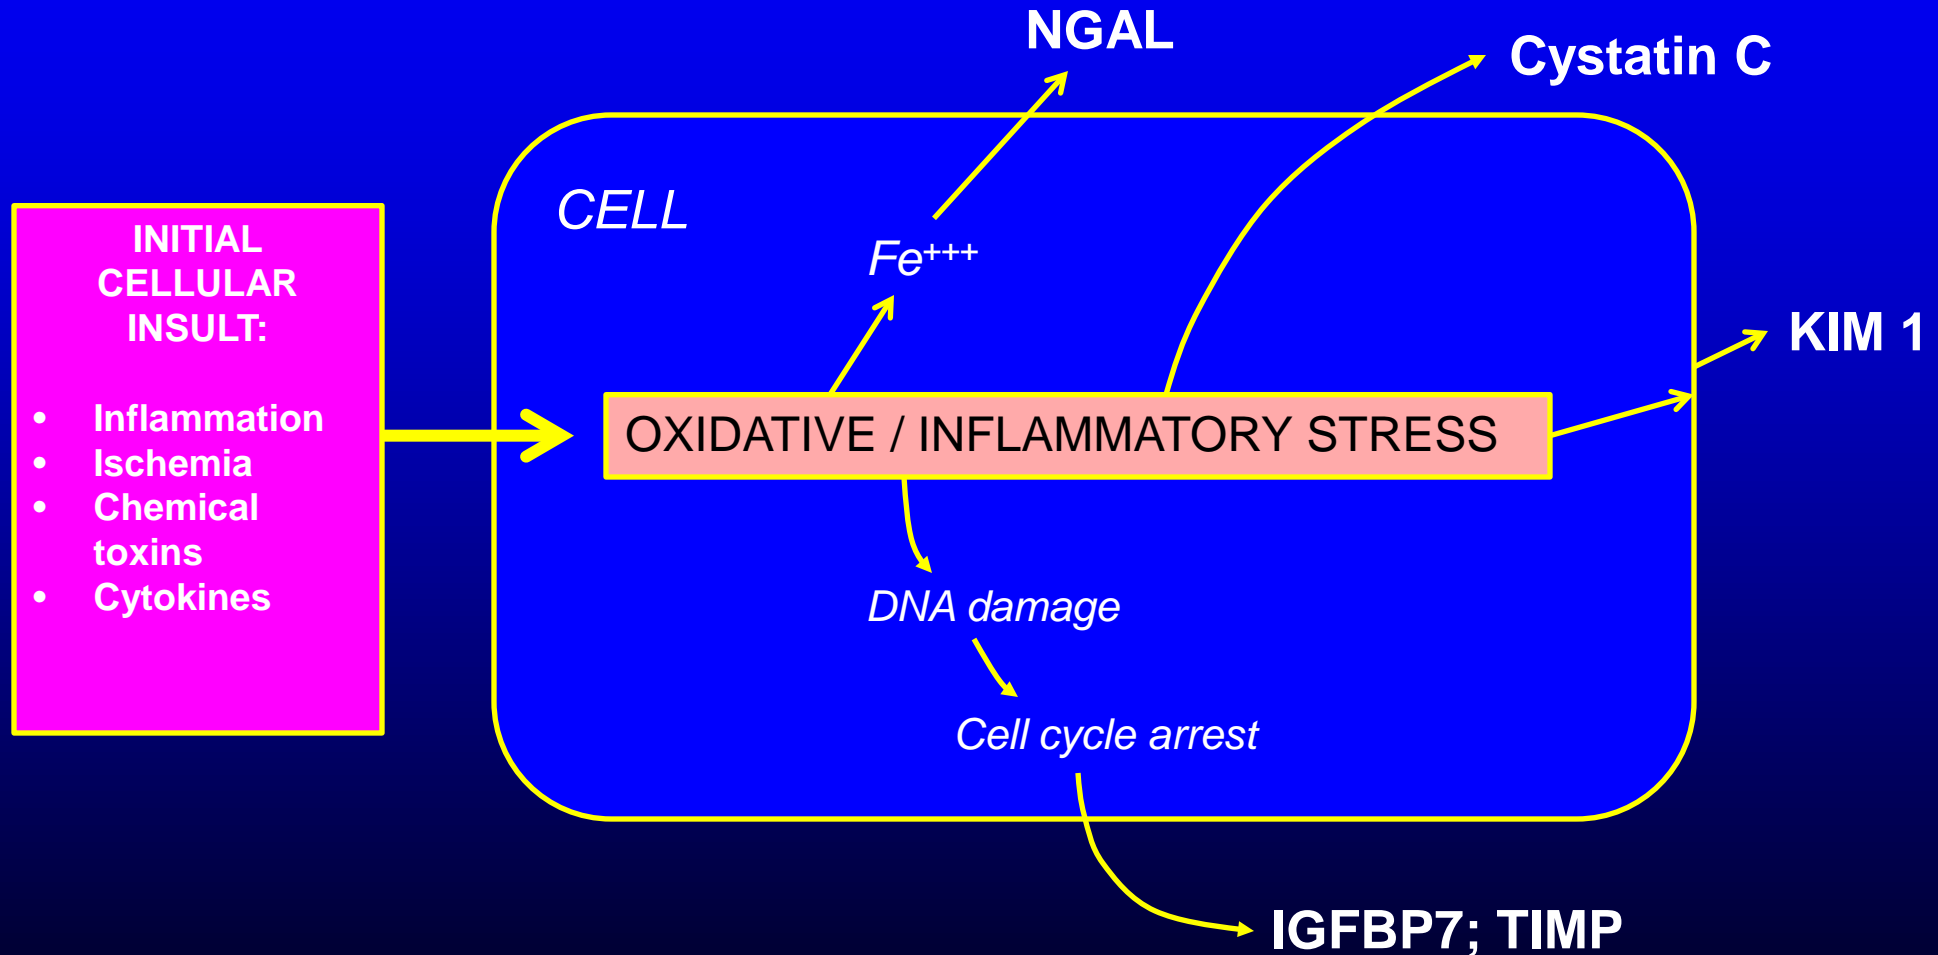 NGAL
Cystatin C
CELL
INITIAL
CELLULAR
INSULT:
• Inflammation
• Ischemia
• Chemical
toxins
• Cytokines
Fe+++
KIM 1
OXIDATIVE / INFLAMMATORY STRESS
DNA damage
Cell cycle arrest
IGFBP7; TIMP